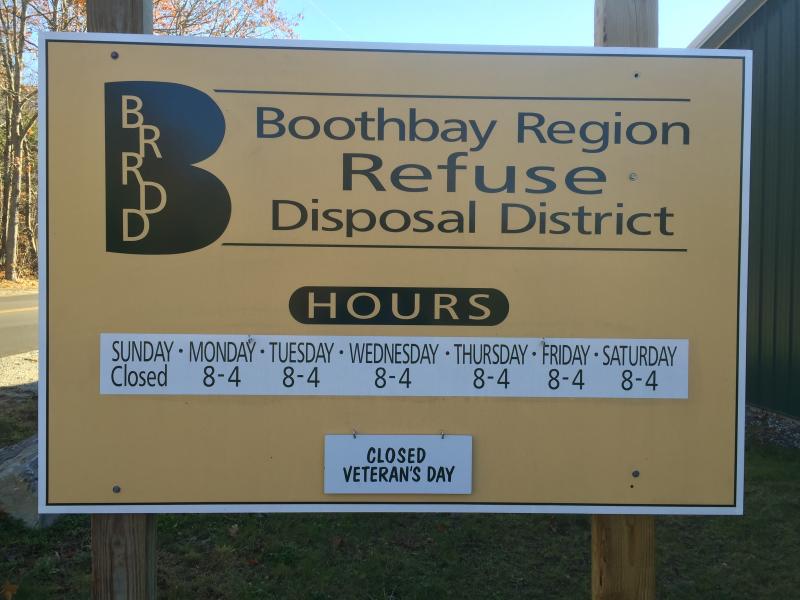 BRRDD
Boothbay Region
Refuse
Disposal District
HOURS
SUNDAY · MONDAY · TUESDAY · WEDNESDAY · THURSDAY · FRIDAY · SATURDAY
Closed 8-4 8-4 8-4 8-4 8-4 8-4
CLOSED
VETERAN'S DAY